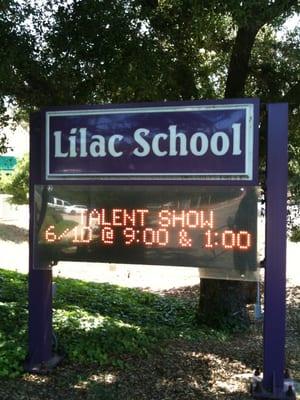 Lilac School
TALENT SHOW
6/10 @ 9:00 & 1:00